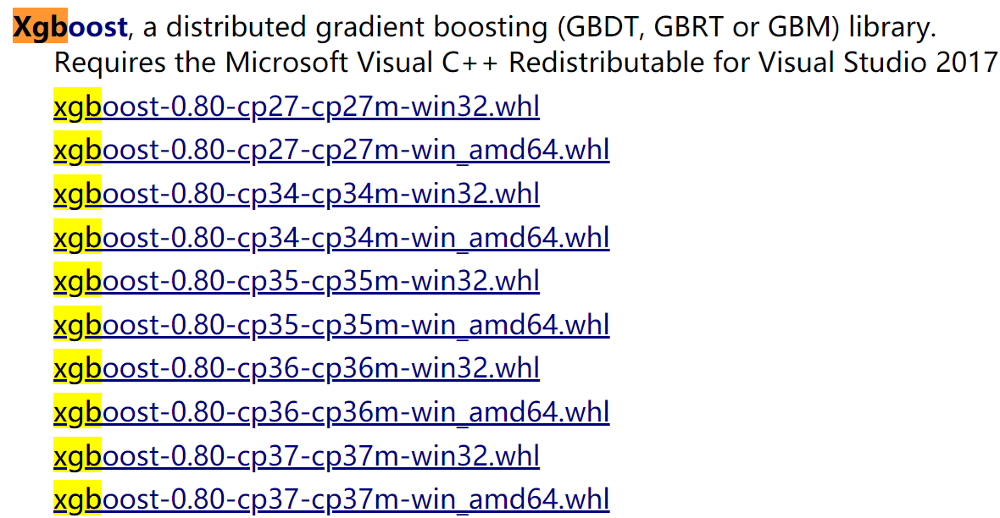 Xgboost, a distributed gradient boosting (GBDT, GBRT or GBM) library.
Requires the Microsoft Visual C++ Redistributable for Visual Studio 2017
xgboost-0.80-cp27-cp27m-win32.whl
xgboost-0.80-cp27-cp27m-win_amd64.whl
xgboost-0.80-cp34-cp34m-win32.whl
xgboost-0.80-cp34-cp34m-win_amd64.whl
xgboost-0.80-cp35-cp35m-win32.whl
xgboost-0.80-cp35-cp35m-win_amd64.whl
xgboost-0.80-cp36-cp36m-win32.whl
xgboost-0.80-cp36-cp36m-win_amd64.whl
xgboost-0.80-cp37-cp37m-win32.whl
xgboost-0.80-cp37-cp37m-win_amd64.whl